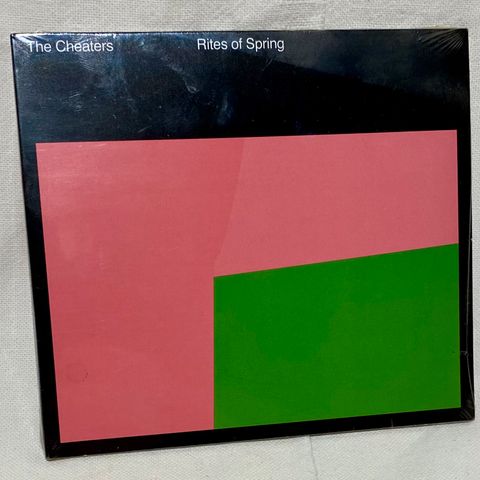 The Cheaters Rites of Spring